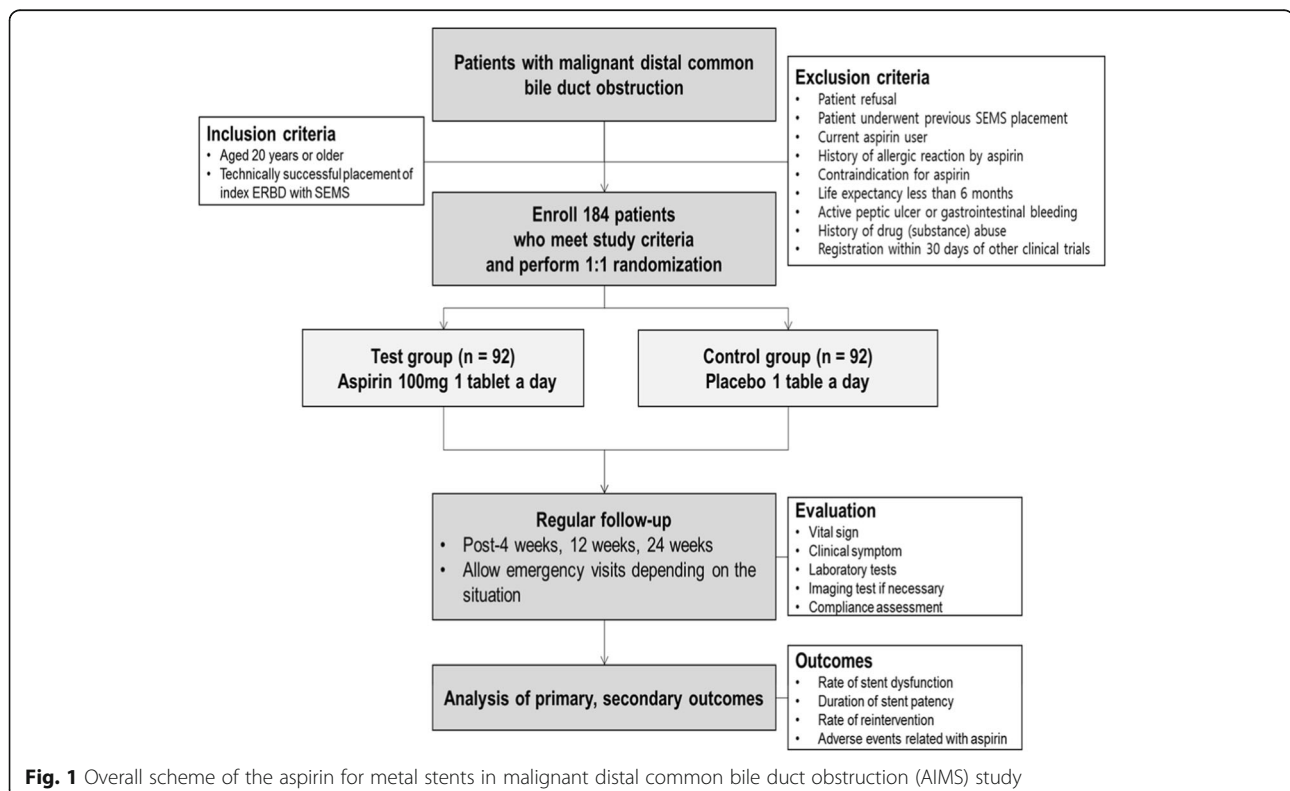 Patients with malignant distal common
bile duct obstruction
Inclusion criteria
• Aged 20 years or older
• Technically successful placement of
index ERBD with SEMS
Exclusion criteria
• Patient refusal
• Patient underwent previous SEMS placement
• Current aspirin user
• History of allergic reaction by aspirin
• Contraindication for aspirin
• Life expectancy less than 6 months
• Active peptic ulcer or gastrointestinal bleeding
• History of drug (substance) abuse
• Registration within 30 days of other clinical trials
Enroll 184 patients
who meet study criteria
and perform 1:1 randomization
Test group (n = 92)
Aspirin 100mg 1 tablet a day
Control group (n = 92)
Placebo 1 table a day
Regular follow-up
• Post-4 weeks, 12 weeks, 24 weeks
• Allow emergency visits depending on the
situation
Evaluation
• Vital sign
• Clinical symptom
• Laboratory tests
• Imaging test if necessary
• Compliance assessment
Analysis of primary, secondary outcomes
Outcomes
• Rate of stent dysfunction
• Duration of stent patency
• Rate of reintervention
• Adverse events related with aspirin
Fig. 1 Overall scheme of the aspirin for metal stents in malignant distal common bile duct obstruction (AIMS) study